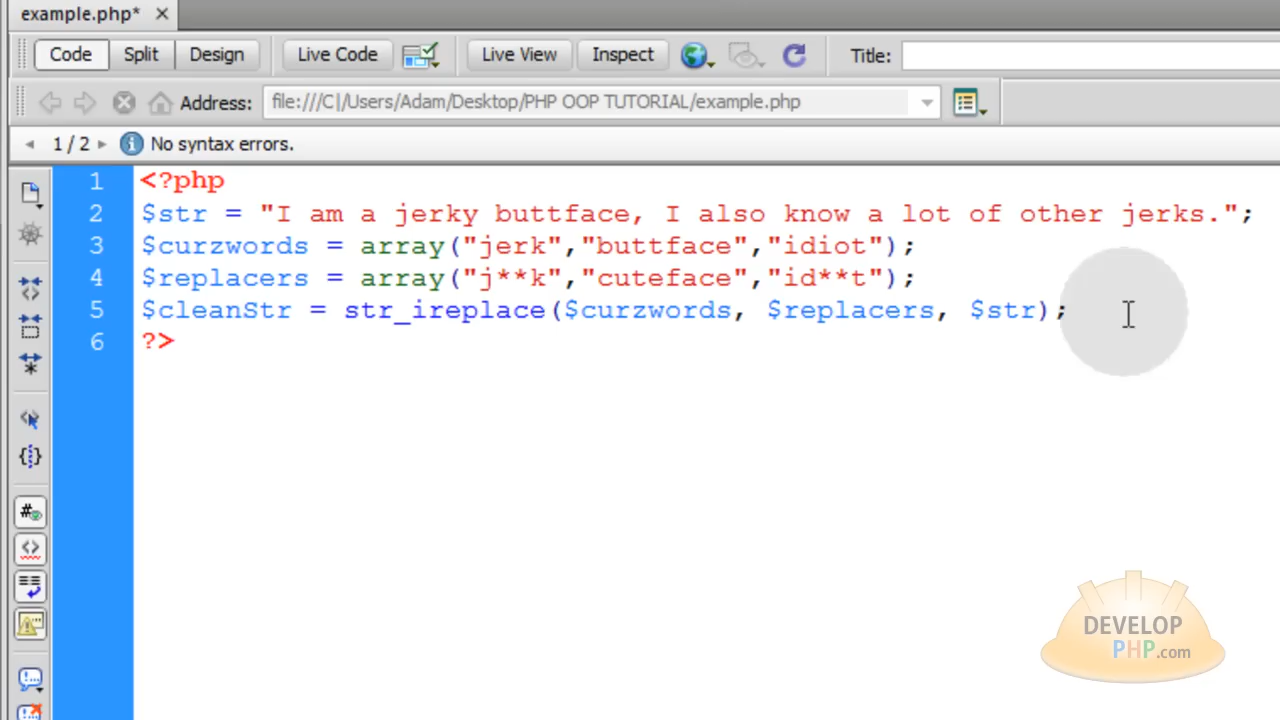 example.php*
Code Split Design Live Code Live View Inspect Title:
Address: file:///C|/Users/Adam/Desktop/PHP OOP TUTORIAL/example.php
1 / 2 No syntax errors.
1 <?php
2 $str = "I am a jerky buttface, I also know a lot of other jerks.";
3 $curzwords = array("jerk","buttface","idiot");
4 $replacers = array("j**k","cuteface","id**t");
5 $cleanStr = str_ireplace($curzwords, $replacers, $str);
6 ?>
DEVELOP
PHP.com